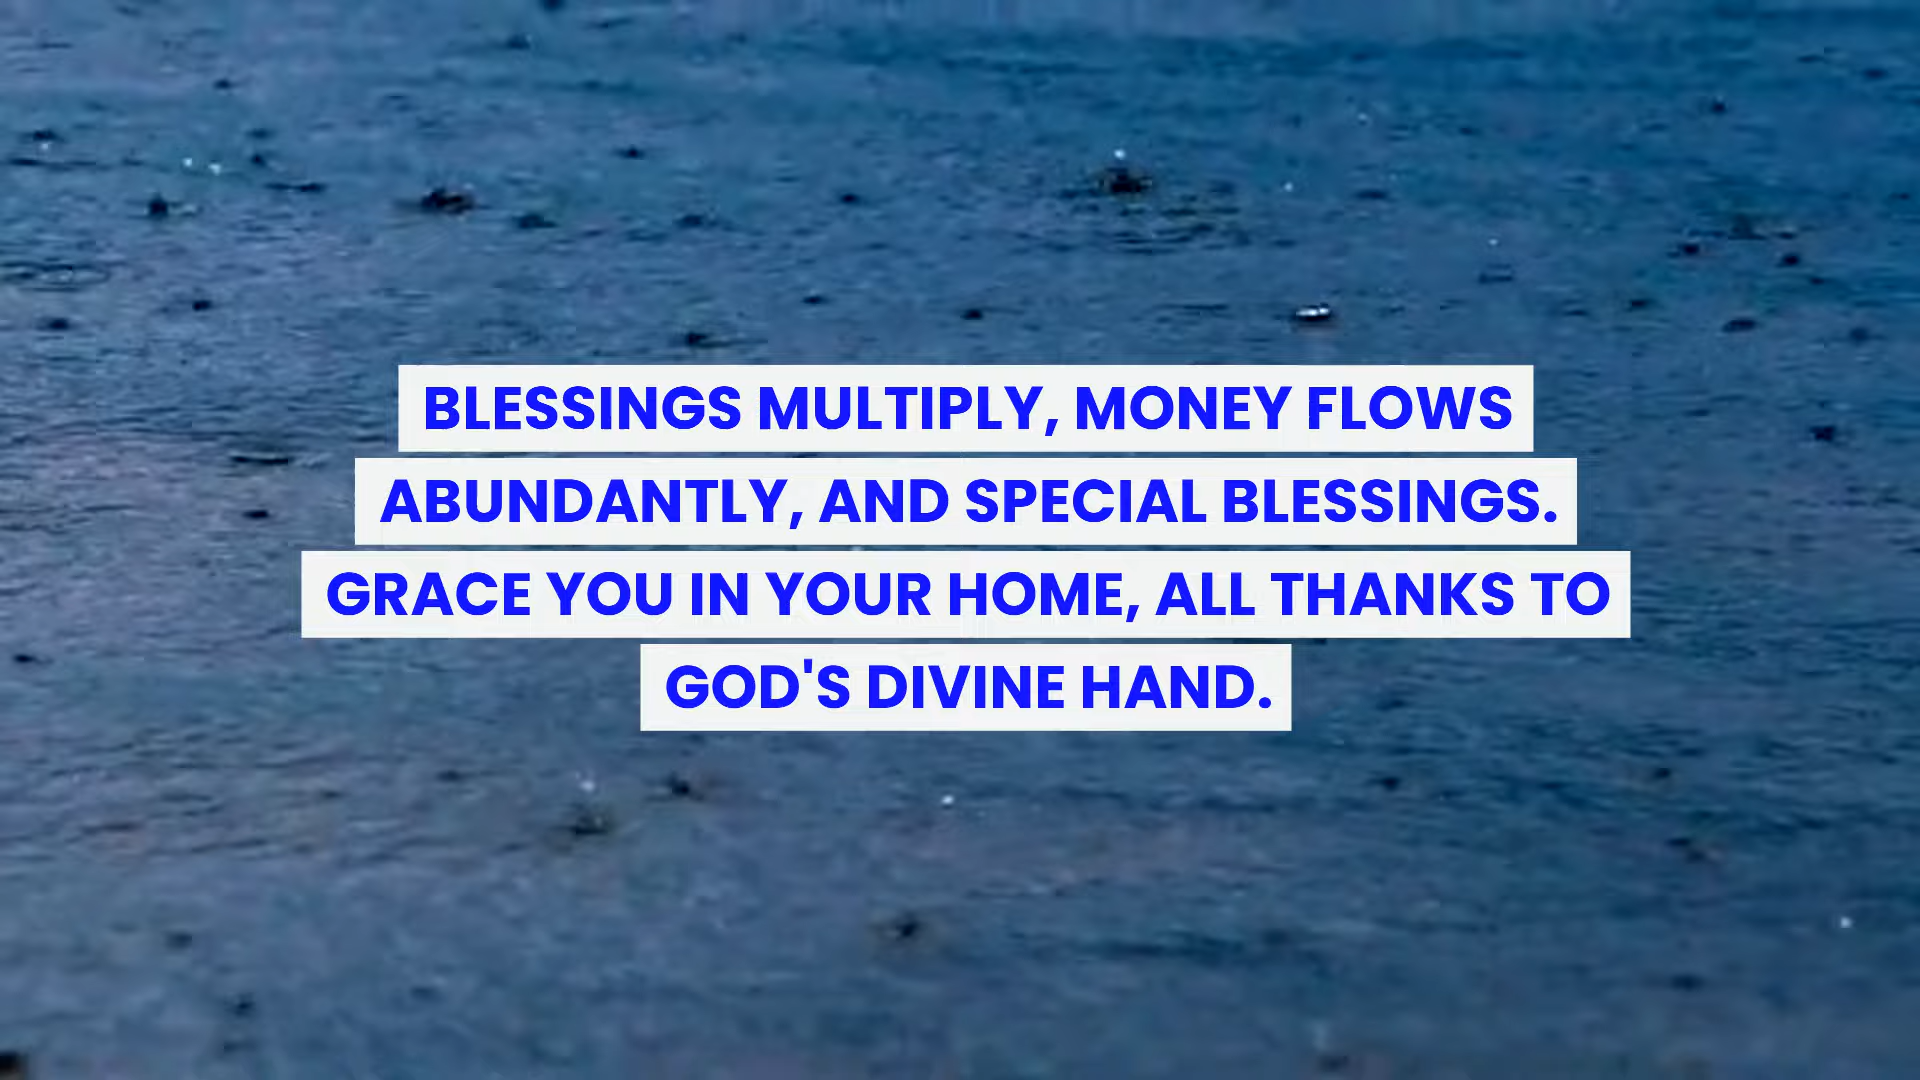 BLESSINGS MULTIPLY, MONEY FLOWS
ABUNDANTLY, AND SPECIAL BLESSINGS.
GRACE YOU IN YOUR HOME, ALL THANKS TO
GOD'S DIVINE HAND.